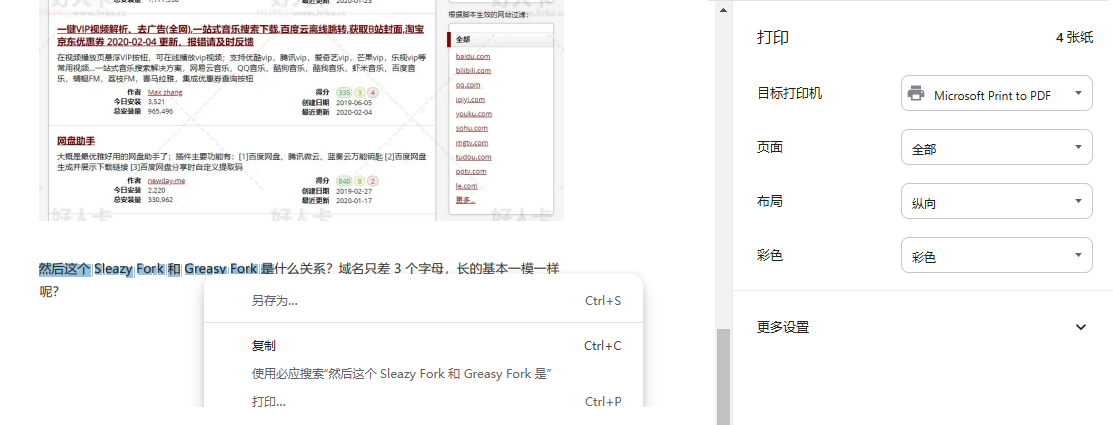 HTTPS://www.hrka.cc
一键VIP视频解析、去广告(全网),一站式音乐搜索下载,百度云离线跳转,获取B站封面,淘宝
京东优惠券 2020-02-04 更新，报错请及时反馈
在视频播放页悬浮VIP按钮，可在线播放vip视频；支持优酷vip，腾讯vip，爱奇艺vip，芒果vip，乐视vip等
常用视频...一站式音乐搜索解决方案，网易云音乐，QQ音乐，酷狗音乐，酷我音乐，虾米音乐，百度音
乐，蜻蜓FM，荔枝FM，喜马拉雅，集成优惠券查询按钮
作者 Max zhang 得分 335 3 4
今日安装 3,521 创建日期 2019-06-05
总安装量 965,496 最近更新 2020-02-04
网盘助手
大概是最优雅好用的网盘助手了；插件主要功能有：[1]百度网盘、腾讯微云、蓝奏云万能钥匙 [2]百度网盘
生成并展示下载链接 [3]百度网盘分享时自定义提取码
作者 newday-me 得分 840 8 2
今日安装 2,220 创建日期 2019-02-27
总安装量 330,962 最近更新 2020-01-17
好人卡 好人卡 好人卡
根据脚本生效的网站过滤：
全部
baidu.com
bilibili.com
qq.com
iqiyi.com
youku.com
sohu.com
mgtv.com
tudou.com
pptv.com
le.com
更多...
然后这个 Sleazy Fork 和 Greasy Fork 是什么关系？域名只差 3 个字母，长的基本一模一样
呢？
另存为... Ctrl+S
复制 Ctrl+C
使用必应搜索“然后这个 Sleazy Fork 和 Greasy Fork 是”
打印... Ctrl+P
打印 4 张纸
目标打印机 Microsoft Print to PDF
页面 全部
布局 纵向
彩色 彩色
更多设置